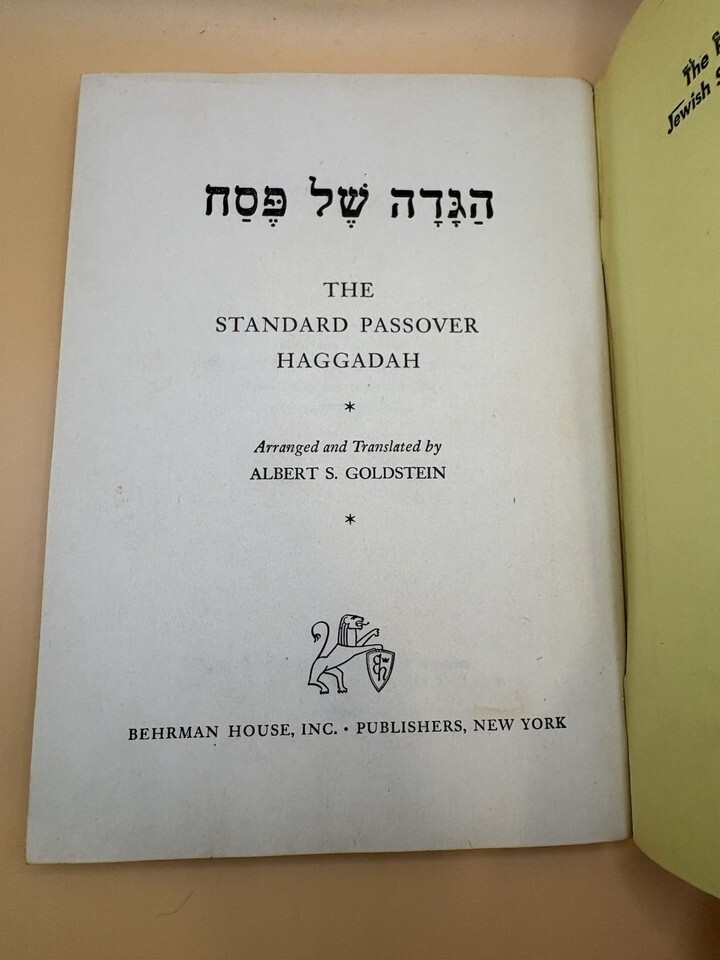 הַגָּדָה שֶׁל פֶּסַח
THE
STANDARD PASSOVER
HAGGADAH
*
Arranged and Translated by
ALBERT S. GOLDSTEIN
*
BEHRMAN HOUSE, INC. · PUBLISHERS, NEW YORK
The
Jewish